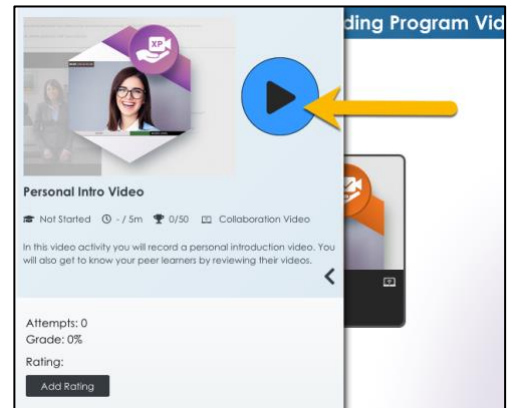 XP
ding Program Vid
Personal Intro Video
Not Started - / 5m 0/50 Collaboration Video
In this video activity you will record a personal introduction video. You
will also get to know your peer learners by reviewing their videos.
Attempts: 0
Grade: 0%
Rating:
Add Rating